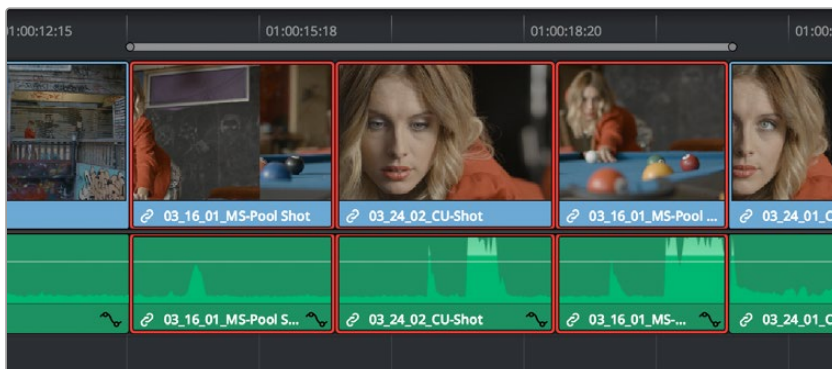 1:00:12:15
01:00:15:18
01:00:18:20
01:00:
03_16_01_MS-Pool Shot
03_24_02_CU-Shot
03_16_01_MS-Pool ...
03_24_01_C
03_16_01_MS-Pool S...
03_24_02_CU-Shot
03_16_01_MS-...
03_24_01_C